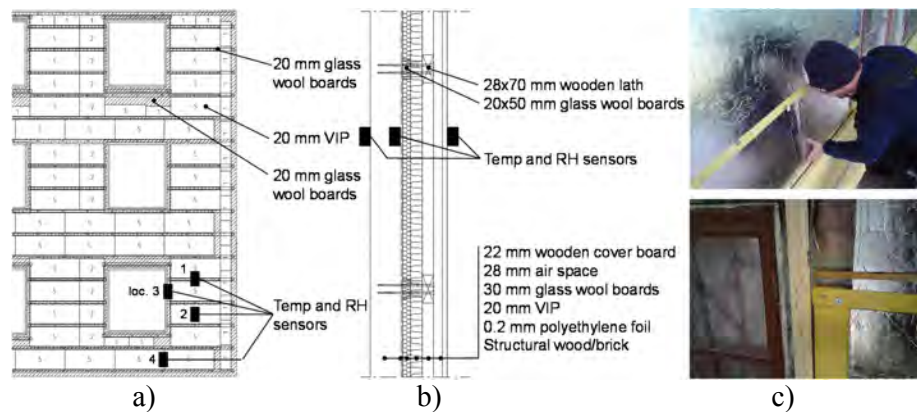 20 mm glass
wool boards
20 mm VIP
20 mm glass
wool boards
1
loc. 3
2
4
Temp and RH
sensors
a)
28x70 mm wooden lath
20x50 mm glass wool boards
Temp and RH sensors
22 mm wooden cover board
28 mm air space
30 mm glass wool boards
20 mm VIP
0.2 mm polyethylene foil
Structural wood/brick
b)
c)